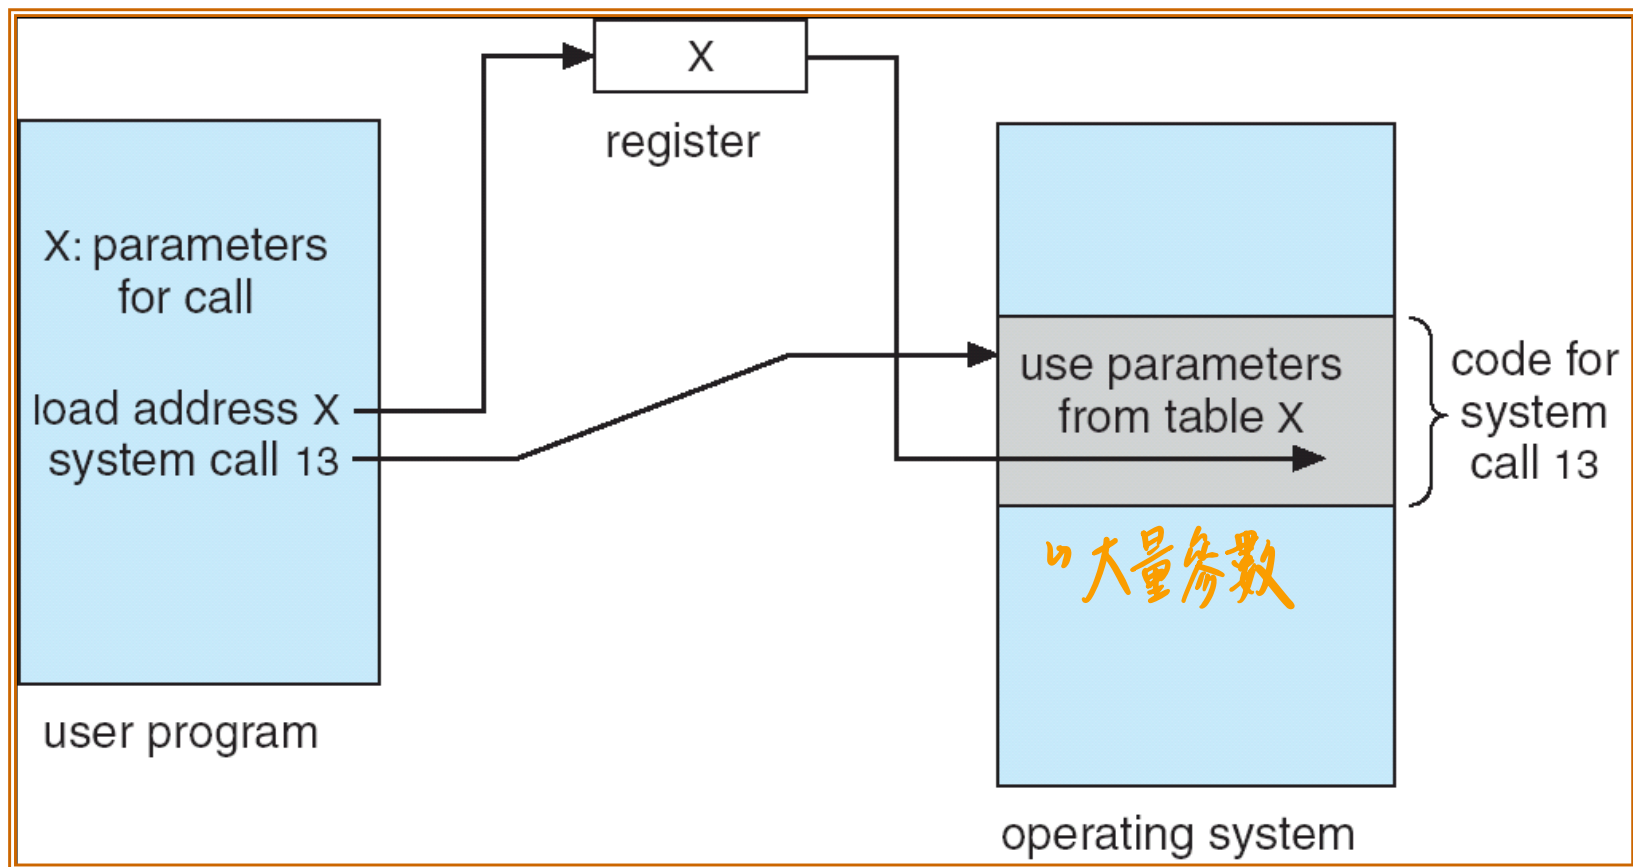 X
register
X: parameters
for call
load address X
system call 13
user program
use parameters
from table X
code for
system
call 13
大量參數
operating system